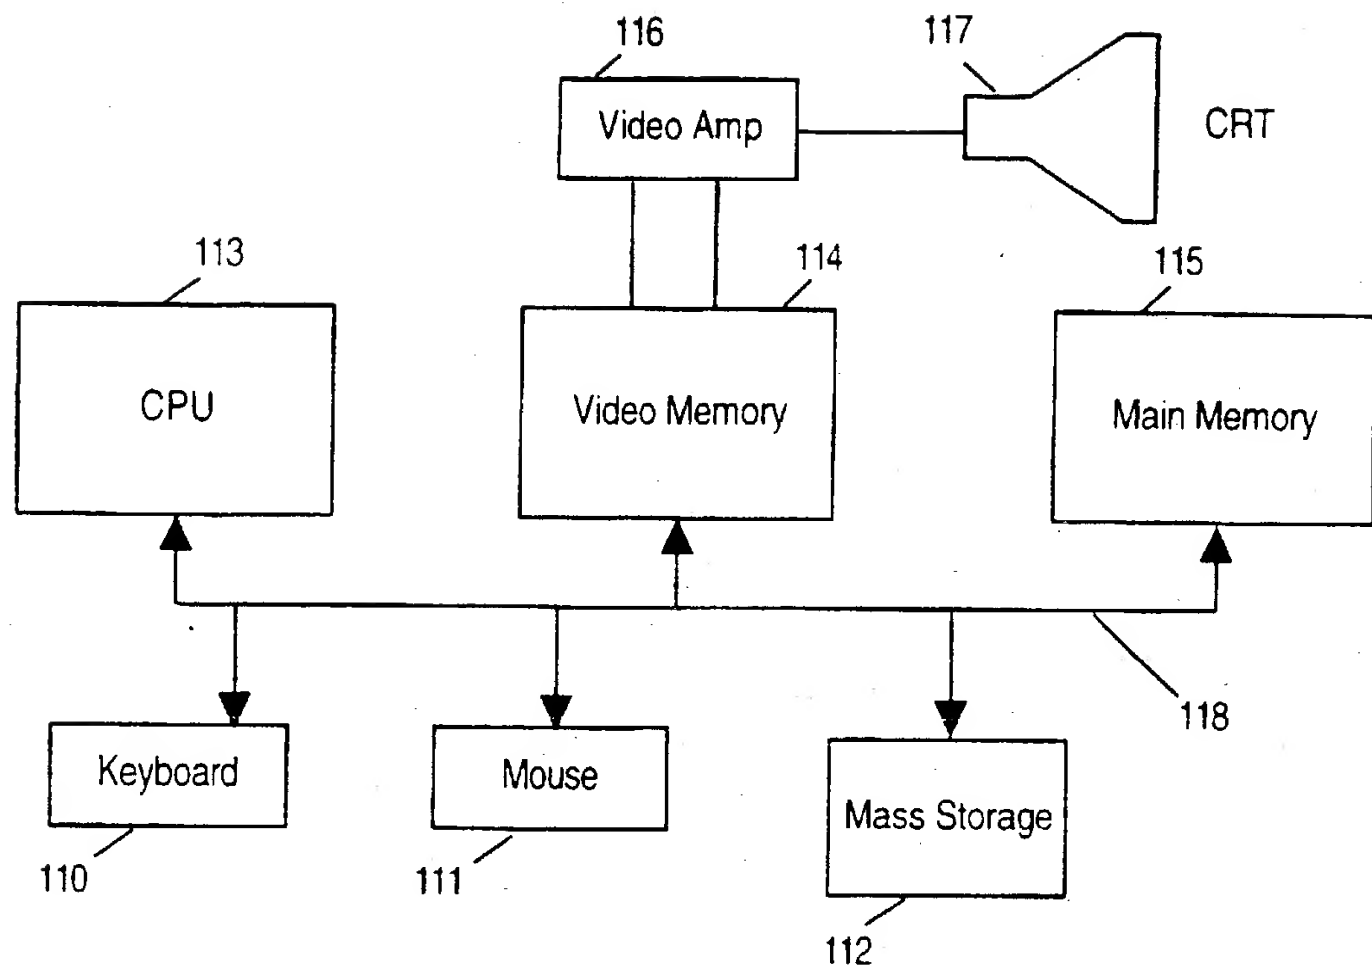 116
117
Video Amp
CRT
113
114
115
CPU
Video Memory
Main Memory
118
Keyboard
Mouse
Mass Storage
110
111
112